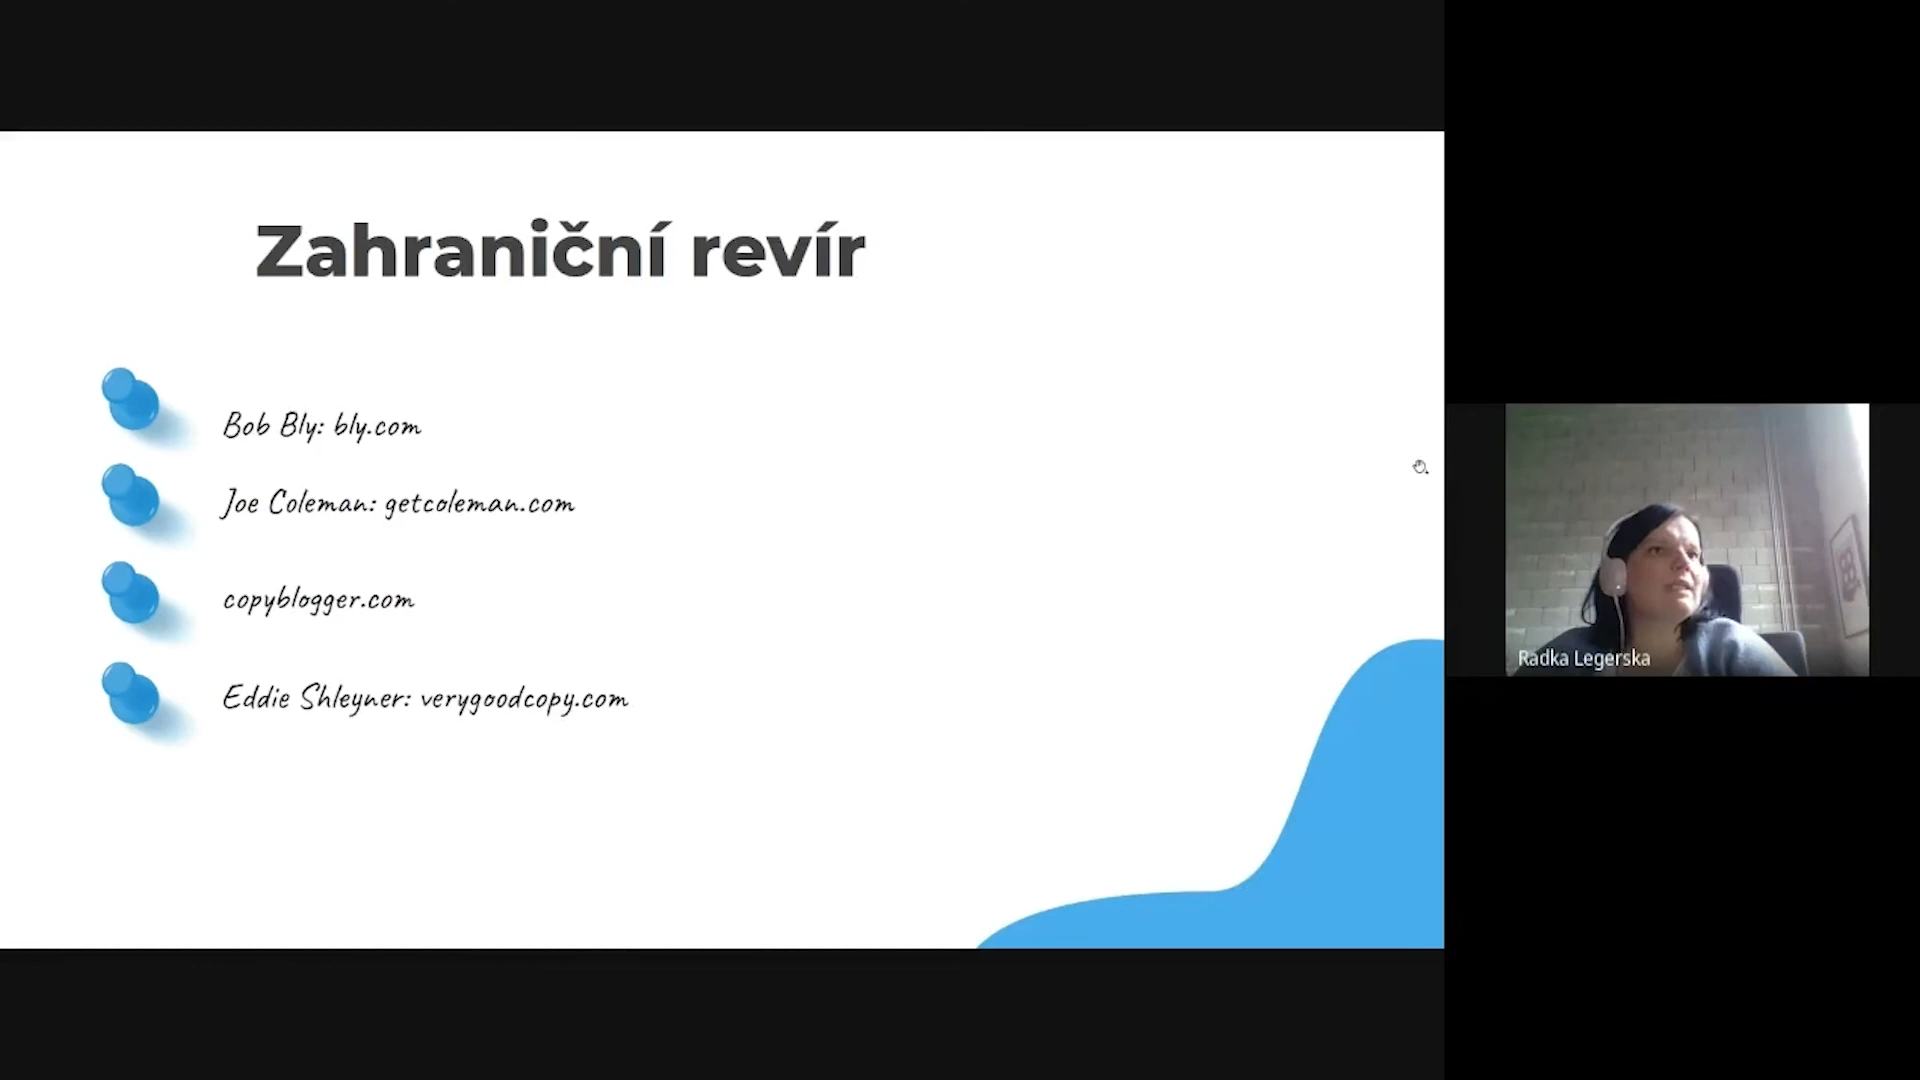 Zahraniční revír
Bob Bly: bly.com
Joe Coleman: getcoleman.com
copyblogger.com
Eddie Shleyner: verygoodcopy.com
Radka Legerska